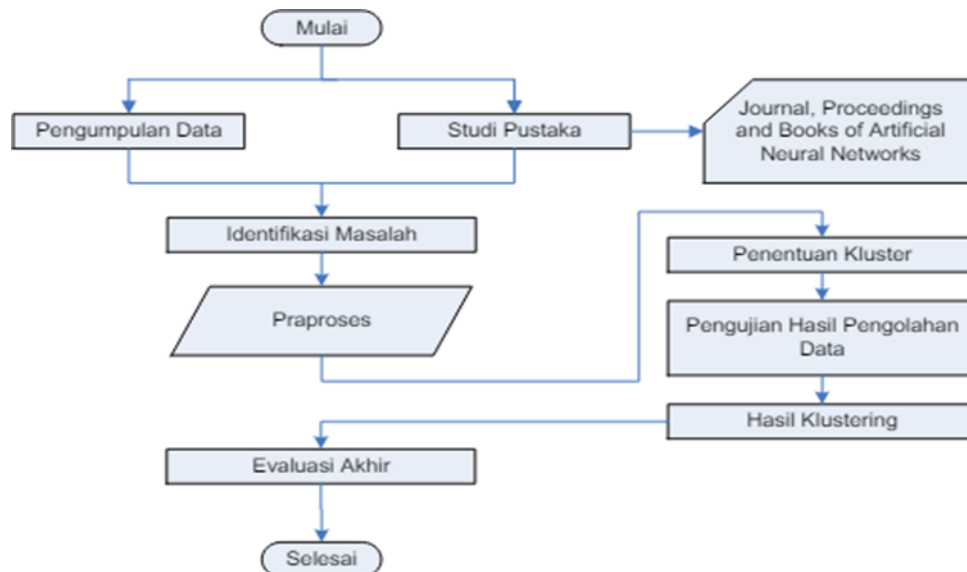 Mulai
Pengumpulan Data
Studi Pustaka
Journal, Proceedings
and Books of Artificial
Neural Networks
Identifikasi Masalah
Praproses
Penentuan Kluster
Pengujian Hasil Pengolahan
Data
Hasil Klustering
Evaluasi Akhir
Selesai